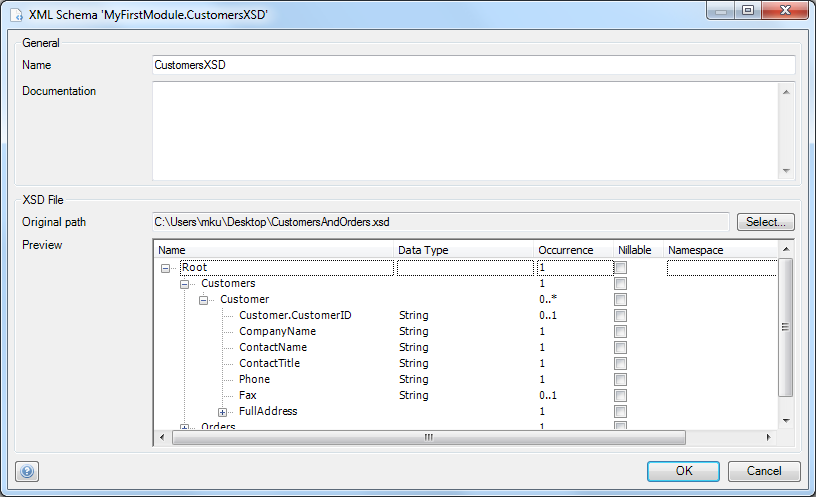 XML Schema 'MyFirstModule.CustomersXSD'
General
Name CustomersXSD
Documentation
XSD File
Original path C:\Users\mku\Desktop\CustomersAndOrders.xsd Select...
Preview
Name Data Type Occurrence Nillable Namespace
Root 1
Customers 1
Customer 0..*
Customer.CustomerID String 0..1
CompanyName String 1
ContactName String 1
ContactTitle String 1
Phone String 1
Fax String 0..1
FullAddress 1
Orders 1
OK Cancel